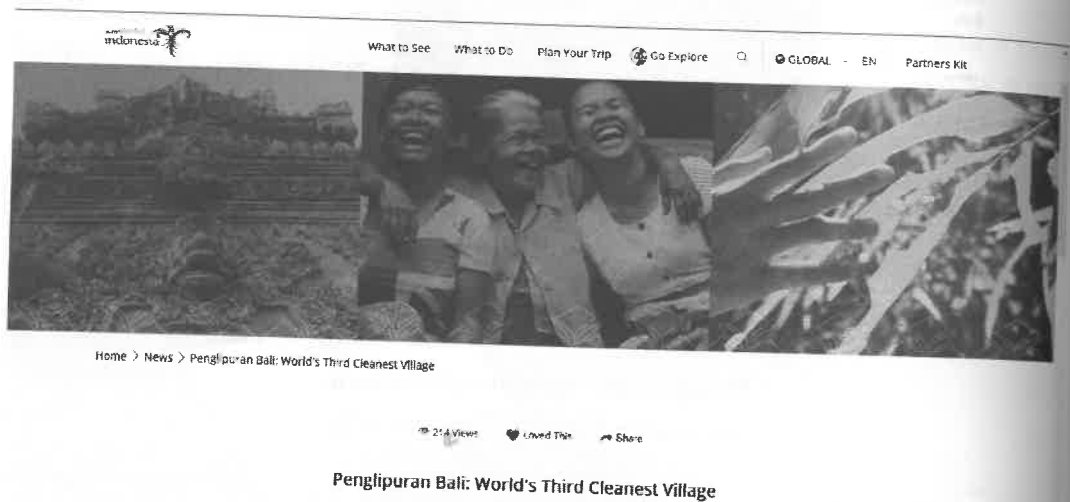 indonesia
What to See What to Do Plan Your Trip Go Explore GLOBAL - EN Partners Kit
Home > News > Penglipuran Bali: World's Third Cleanest Village
214 Views Loved This Share
Penglipuran Bali: World's Third Cleanest Village